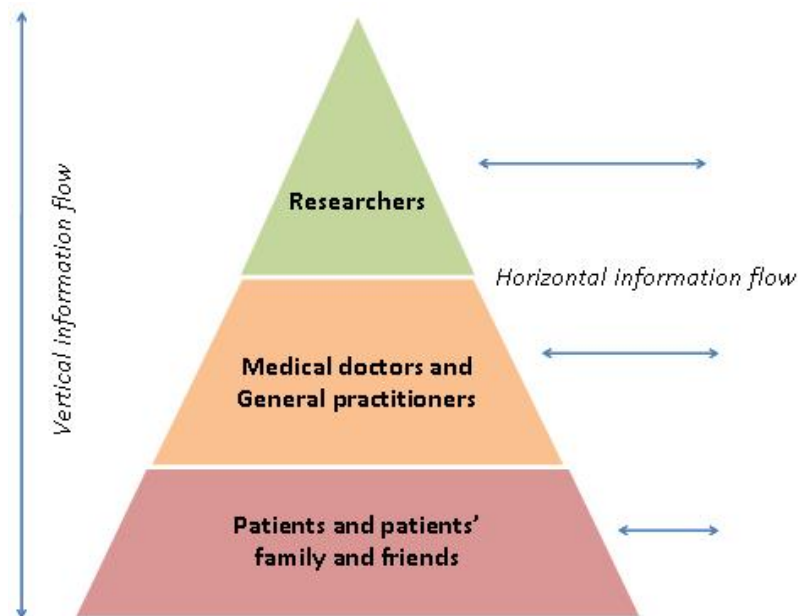 Vertical information flow
Researchers
Horizontal information flow
Medical doctors and
General practitioners
Patients and patients’
family and friends